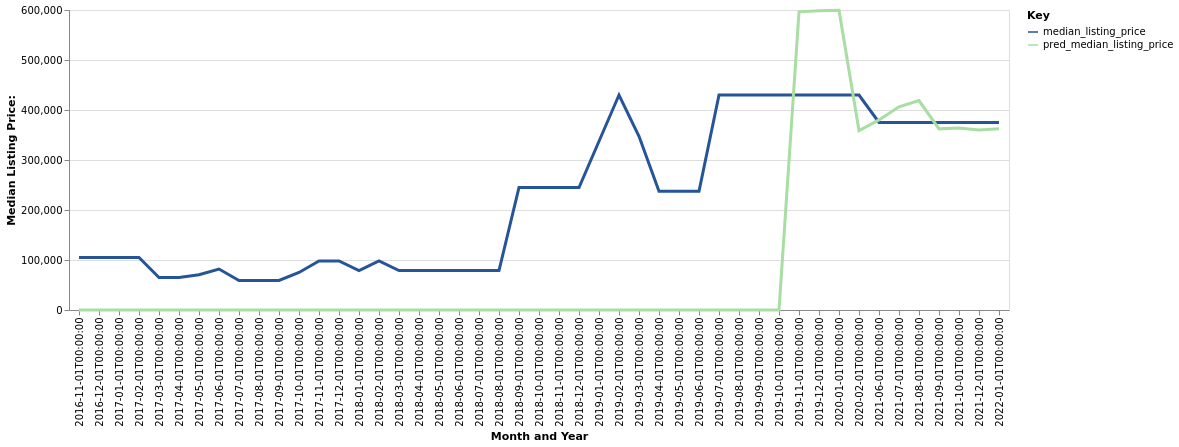 600,000
500,000
400,000
300,000
200,000
100,000
0
Median Listing Price:
2016-11-01T00:00:00
2016-12-01T00:00:00
2017-01-01T00:00:00
2017-02-01T00:00:00
2017-03-01T00:00:00
2017-04-01T00:00:00
2017-05-01T00:00:00
2017-06-01T00:00:00
2017-07-01T00:00:00
2017-08-01T00:00:00
2017-09-01T00:00:00
2017-10-01T00:00:00
2017-11-01T00:00:00
2017-12-01T00:00:00
2018-01-01T00:00:00
2018-02-01T00:00:00
2018-03-01T00:00:00
2018-04-01T00:00:00
2018-05-01T00:00:00
2018-06-01T00:00:00
2018-07-01T00:00:00
2018-08-01T00:00:00
2018-09-01T00:00:00
2018-10-01T00:00:00
2018-11-01T00:00:00
2018-12-01T00:00:00
2019-01-01T00:00:00
2019-02-01T00:00:00
2019-03-01T00:00:00
2019-04-01T00:00:00
2019-05-01T00:00:00
2019-06-01T00:00:00
2019-07-01T00:00:00
2019-08-01T00:00:00
2019-09-01T00:00:00
2019-10-01T00:00:00
2019-11-01T00:00:00
2019-12-01T00:00:00
2020-01-01T00:00:00
2020-02-01T00:00:00
2021-06-01T00:00:00
2021-07-01T00:00:00
2021-08-01T00:00:00
2021-09-01T00:00:00
2021-10-01T00:00:00
2021-12-01T00:00:00
2022-01-01T00:00:00
Month and Year
Key
median_listing_price
pred_median_listing_price